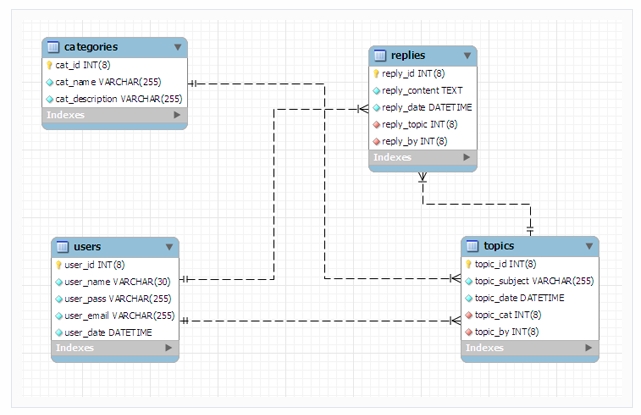 categories
cat_id INT(8)
cat_name VARCHAR(255)
cat_description VARCHAR(255)
Indexes
replies
reply_id INT(8)
reply_content TEXT
reply_date DATETIME
reply_topic INT(8)
reply_by INT(8)
Indexes
users
user_id INT(8)
user_name VARCHAR(30)
user_pass VARCHAR(255)
user_email VARCHAR(255)
user_date DATETIME
Indexes
topics
topic_id INT(8)
topic_subject VARCHAR(255)
topic_date DATETIME
topic_cat INT(8)
topic_by INT(8)
Indexes